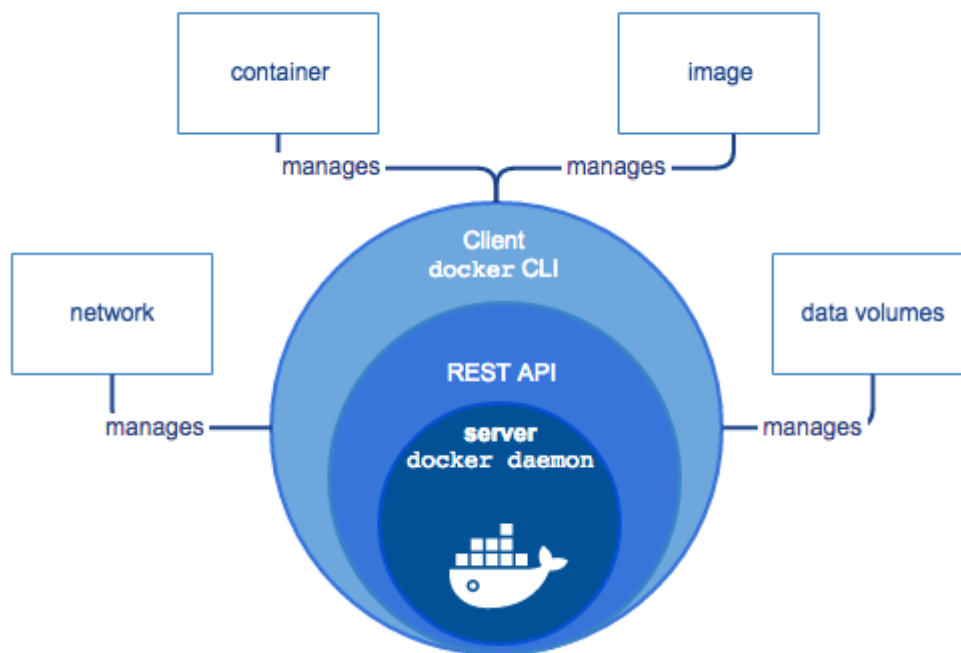 container
image
manages
manages
Client
docker CLI
network
data volumes
REST API
manages
manages
server
docker daemon